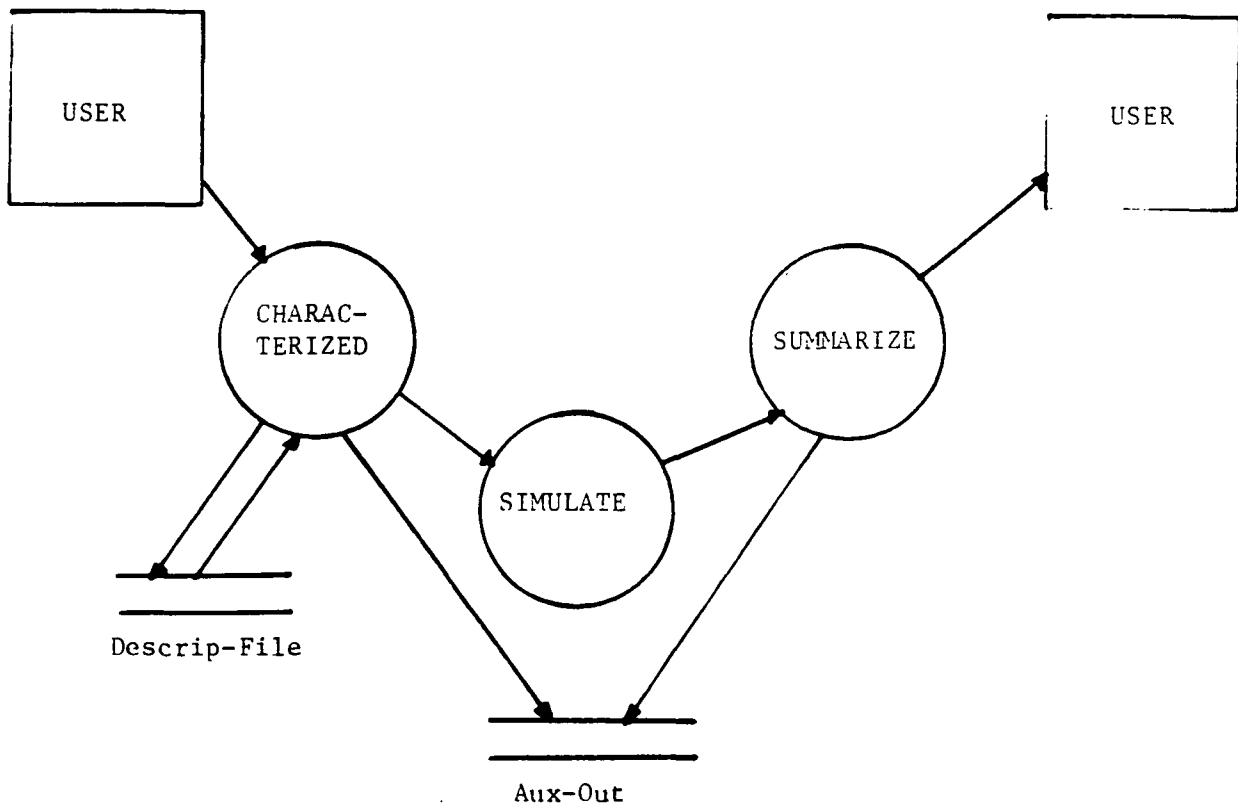 USER
USER
CHARAC-
TERIZED
SUMMARIZE
SIMULATE
Descrip-File
Aux-Out